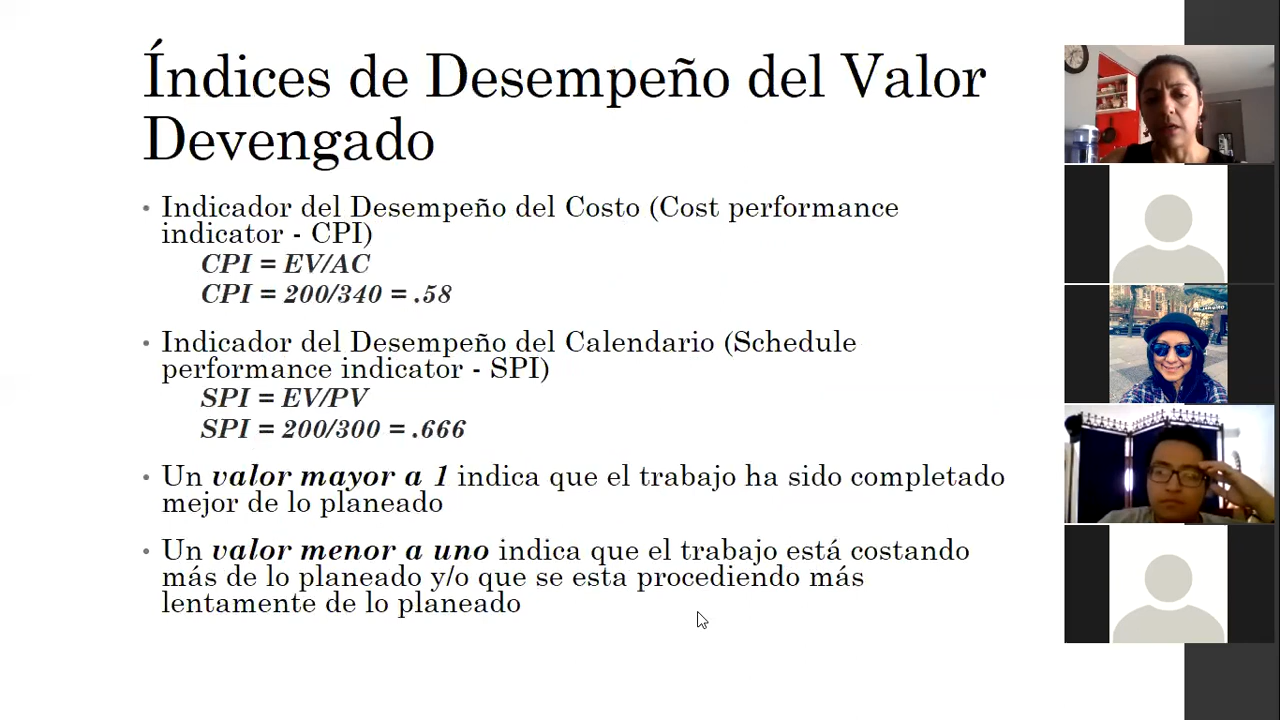 Índices de Desempeño del Valor
Devengado
• Indicador del Desempeño del Costo (Cost performance
indicator - CPI)
CPI = EV/AC
CPI = 200/340 = .58
• Indicador del Desempeño del Calendario (Schedule
performance indicator - SPI)
SPI = EV/PV
SPI = 200/300 = .666
• Un valor mayor a 1 indica que el trabajo ha sido completado
mejor de lo planeado
• Un valor menor a uno indica que el trabajo está costando
más de lo planeado y/o que se esta procediendo más
lentamente de lo planeado